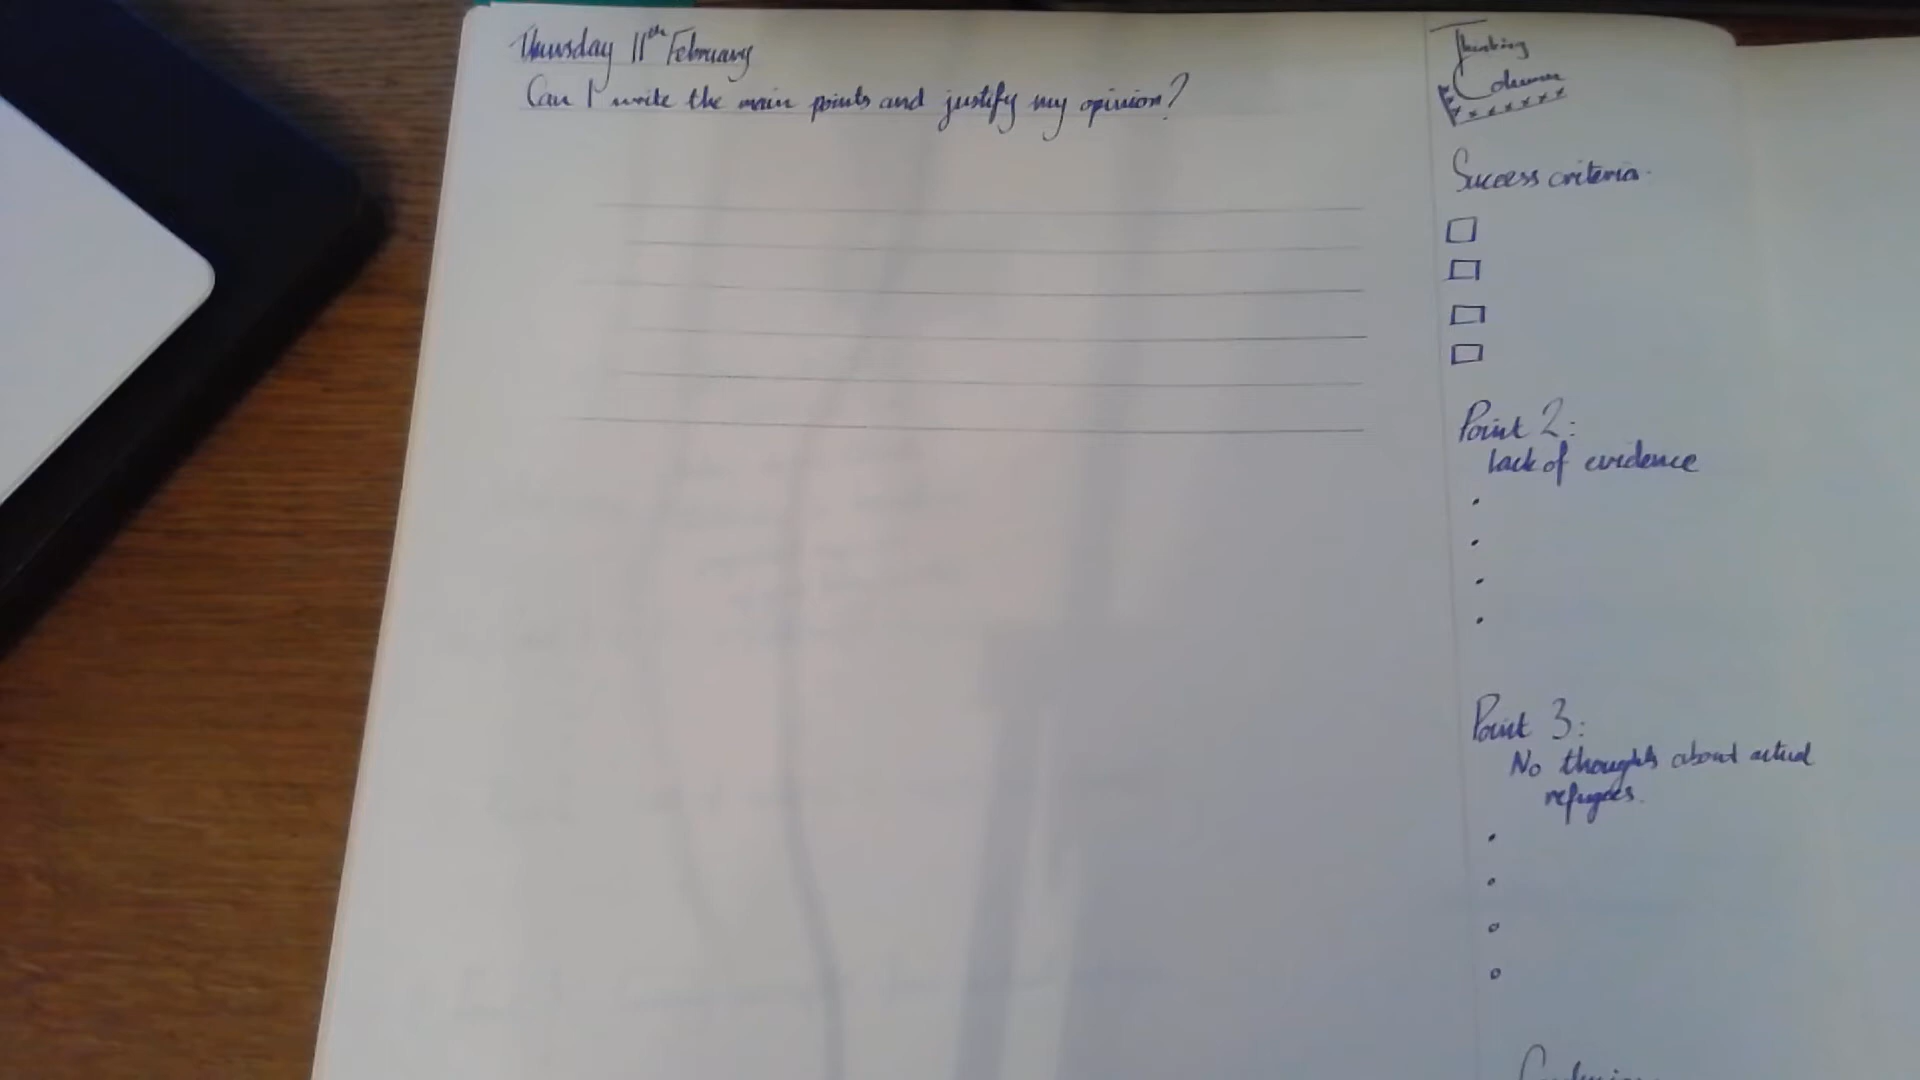 Thursday 11th February
Can I write the main points and justify my opinion?
Thinking
Column
Success criteria.
Point 2:
lack of evidence
Point 3:
No thoughts about actual
refugees.